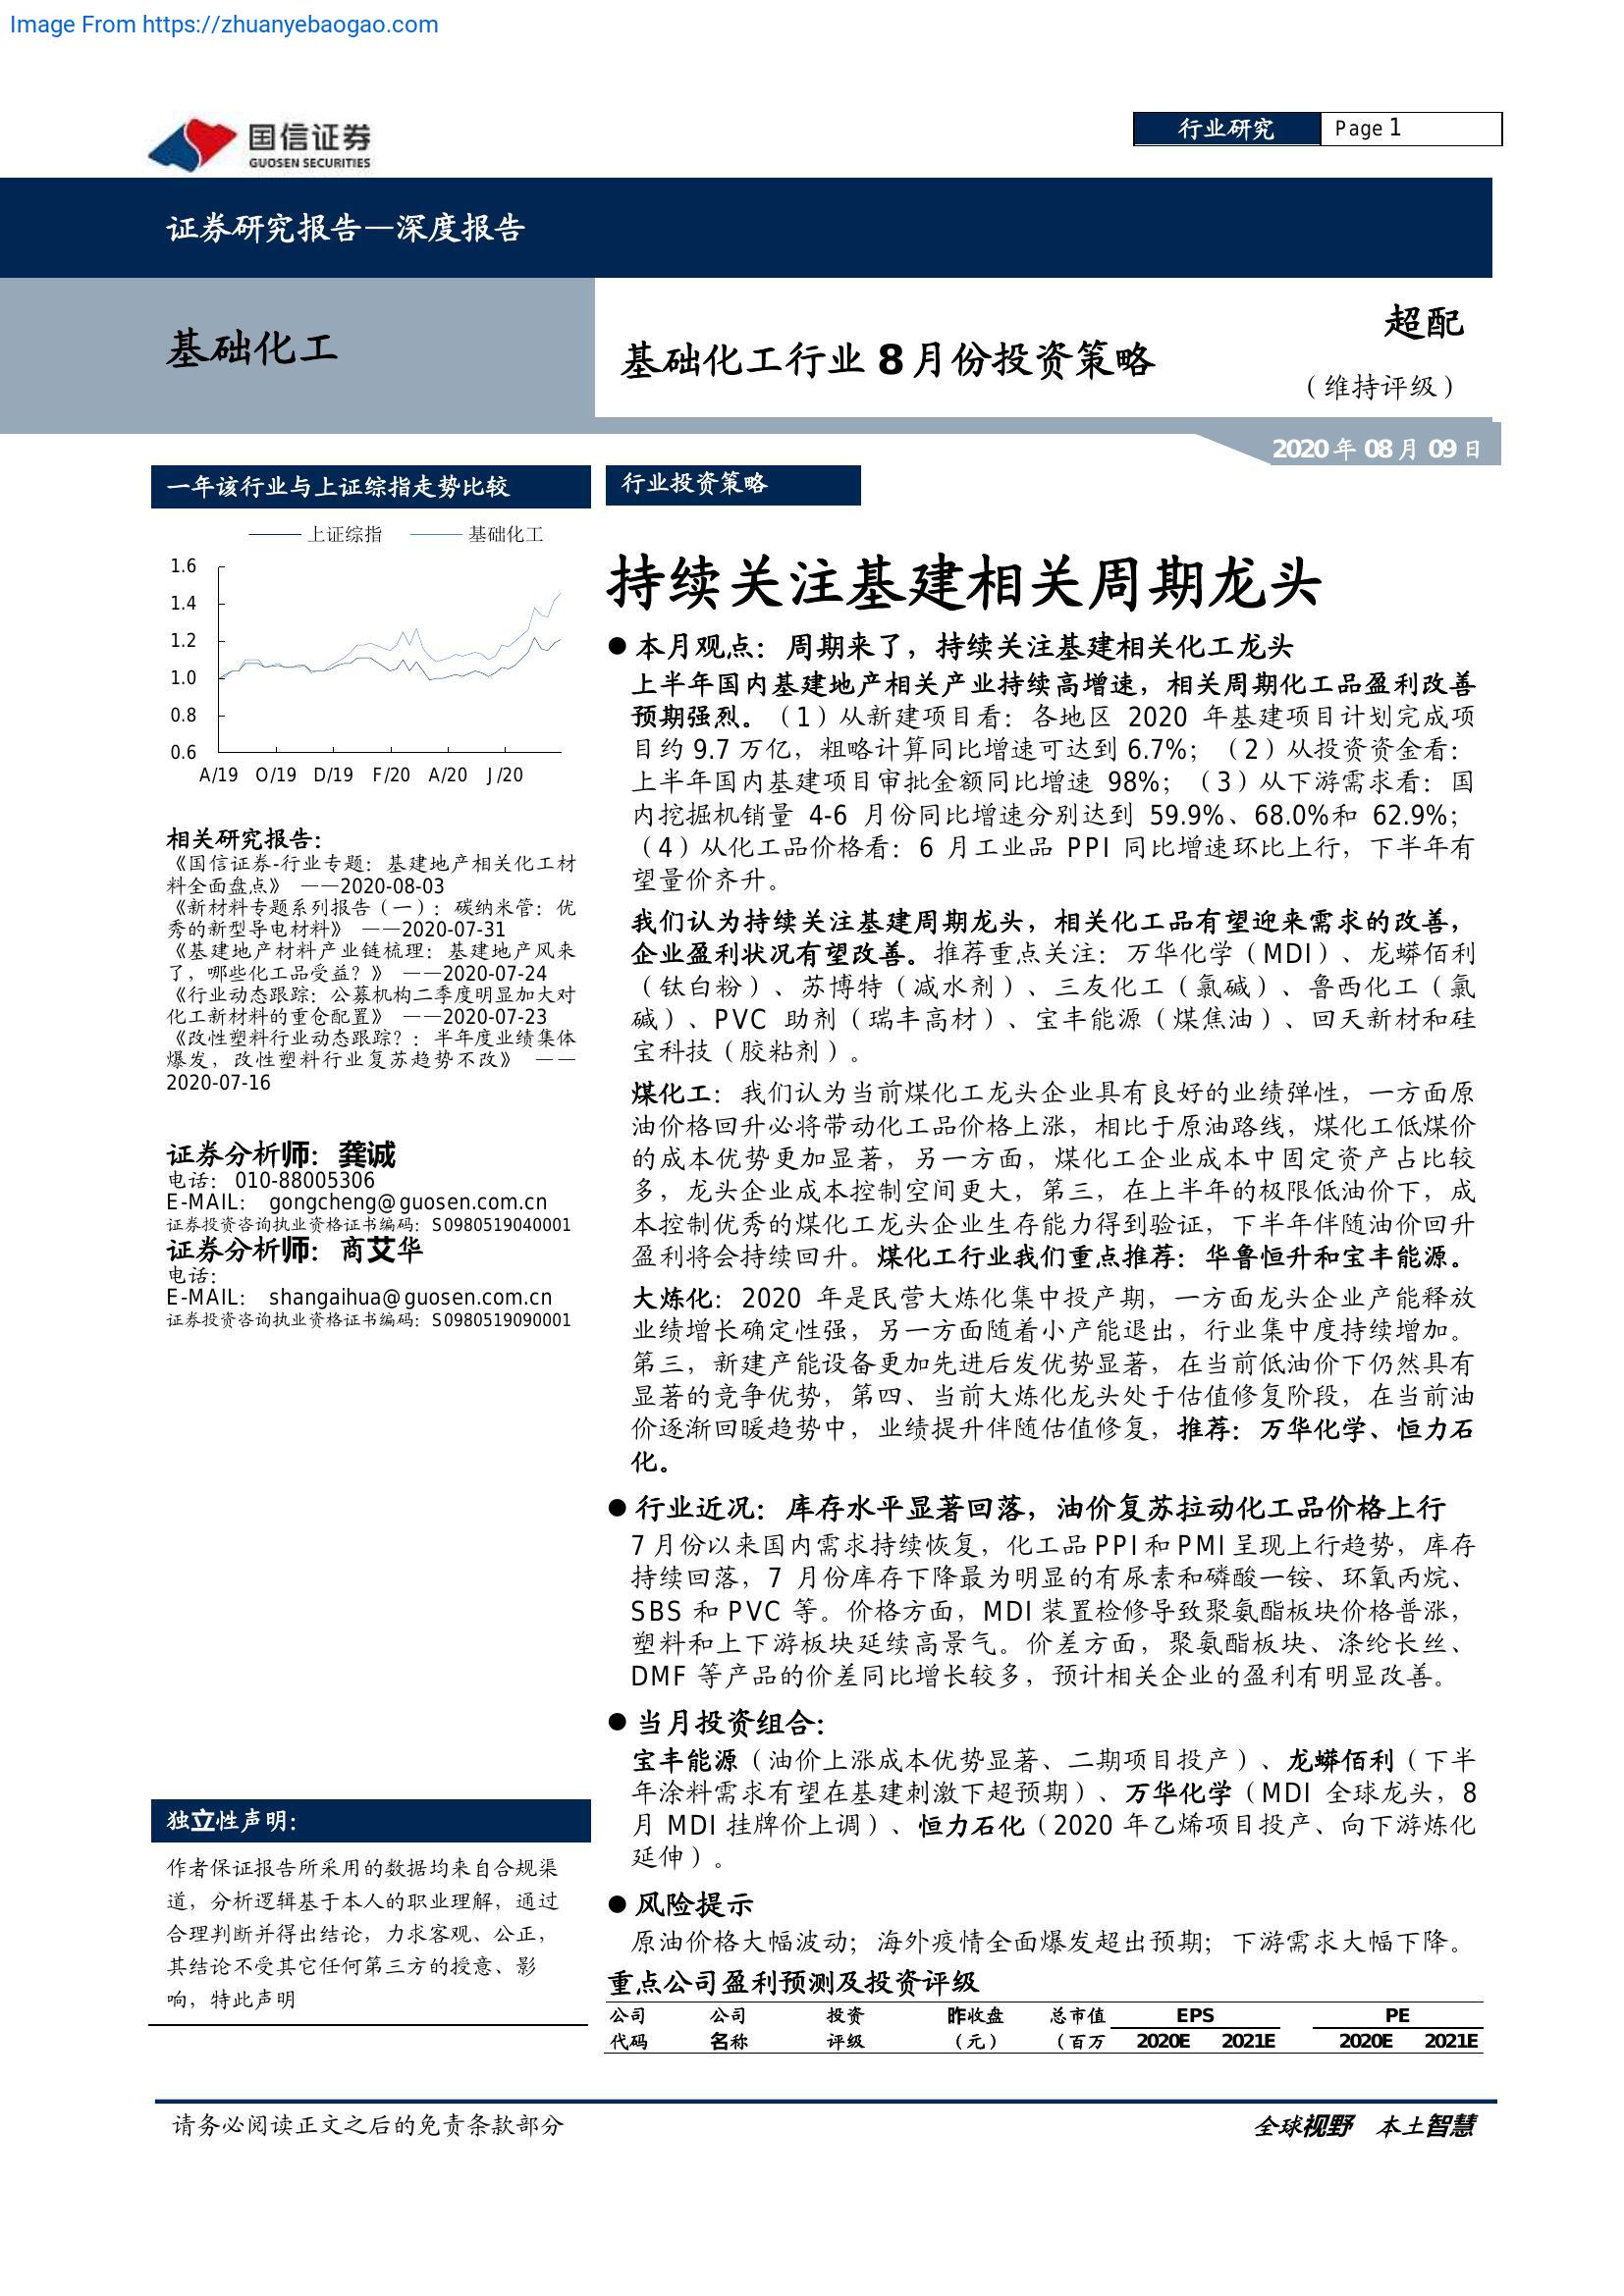 Image From https://zhuanyebaogao.com
国信证券
GUOSEN SECURITIES
行业研究
Page 1
证券研究报告—深度报告
基础化工
基础化工行业 8 月份投资策略
超配
（维持评级）
2020 年 08 月 09 日
一年该行业与上证综指走势比较
上证综指 基础化工
1.6
1.4
1.2
1.0
0.8
0.6
A/19 O/19 D/19 F/20 A/20 J/20
相关研究报告：
《国信证券-行业专题：基建地产相关化工材
料全面盘点》 ——2020-08-03
《新材料专题系列报告（一）：碳纳米管：优
秀的新型导电材料》 ——2020-07-31
《基建地产材料产业链梳理：基建地产风来
了，哪些化工品受益？》 ——2020-07-24
《行业动态跟踪：公募机构二季度明显加大对
化工新材料的重仓配置》 ——2020-07-23
《改性塑料行业动态跟踪？：半年度业绩集体
爆发，改性塑料行业复苏趋势不改》 ——
2020-07-16
证券分析师：龚诚
电话： 010-88005306
E-MAIL： gongcheng@guosen.com.cn
证券投资咨询执业资格证书编码：S0980519040001
证券分析师：商艾华
电话：
E-MAIL： shangaihua@guosen.com.cn
证券投资咨询执业资格证书编码：S0980519090001
独立性声明：
作者保证报告所采用的数据均来自合规渠
道，分析逻辑基于本人的职业理解，通过
合理判断并得出结论，力求客观、公正，
其结论不受其它任何第三方的授意、影
响，特此声明
行业投资策略
持续关注基建相关周期龙头
● 本月观点：周期来了，持续关注基建相关化工龙头
上半年国内基建地产相关产业持续高增速，相关周期化工品盈利改善
预期强烈。（1）从新建项目看：各地区 2020 年基建项目计划完成项
目约 9.7 万亿，粗略计算同比增速可达到 6.7%；（2）从投资资金看：
上半年国内基建项目审批金额同比增速 98%；（3）从下游需求看：国
内挖掘机销量 4-6 月份同比增速分别达到 59.9%、68.0%和 62.9%；
（4）从化工品价格看：6 月工业品 PPI 同比增速环比上行，下半年有
望量价齐升。
我们认为持续关注基建周期龙头，相关化工品有望迎来需求的改善，
企业盈利状况有望改善。推荐重点关注：万华化学（MDI）、龙蟒佰利
（钛白粉）、苏博特（减水剂）、三友化工（氯碱）、鲁西化工（氯
碱）、PVC 助剂（瑞丰高材）、宝丰能源（煤焦油）、回天新材和硅
宝科技（胶粘剂）。
煤化工：我们认为当前煤化工龙头企业具有良好的业绩弹性，一方面原
油价格回升必将带动化工品价格上涨，相比于原油路线，煤化工低煤价
的成本优势更加显著，另一方面，煤化工企业成本中固定资产占比较
多，龙头企业成本控制空间更大，第三，在上半年的极限低油价下，成
本控制优秀的煤化工龙头企业生存能力得到验证，下半年伴随油价回升
盈利将会持续回升。煤化工行业我们重点推荐：华鲁恒升和宝丰能源。
大炼化：2020 年是民营大炼化集中投产期，一方面龙头企业产能释放
业绩增长确定性强，另一方面随着小产能退出，行业集中度持续增加。
第三，新建产能设备更加先进后发优势显著，在当前低油价下仍然具有
显著的竞争优势，第四、当前大炼化龙头处于估值修复阶段，在当前油
价逐渐回暖趋势中，业绩提升伴随估值修复，推荐：万华化学、恒力石
化。
● 行业近况：库存水平显著回落，油价复苏拉动化工品价格上行
7 月份以来国内需求持续恢复，化工品 PPI 和 PMI 呈现上行趋势，库存
持续回落，7 月份库存下降最为明显的有尿素和磷酸一铵、环氧丙烷、
SBS 和 PVC 等。价格方面，MDI 装置检修导致聚氨酯板块价格普涨，
塑料和上下游板块延续高景气。价差方面，聚氨酯板块、涤纶长丝、
DMF 等产品的价差同比增长较多，预计相关企业的盈利有明显改善。
● 当月投资组合：
宝丰能源（油价上涨成本优势显著、二期项目投产）、龙蟒佰利（下半
年涂料需求有望在基建刺激下超预期）、万华化学（MDI 全球龙头，8
月 MDI 挂牌价上调）、恒力石化（2020 年乙烯项目投产、向下游炼化
延伸）。
● 风险提示
原油价格大幅波动；海外疫情全面爆发超出预期；下游需求大幅下降。
重点公司盈利预测及投资评级
公司 公司 投资 昨收盘 总市值 EPS PE
代码 名称 评级 （元） （百万 2020E 2021E 2020E 2021E
请务必阅读正文之后的免责条款部分
全球视野 本土智慧